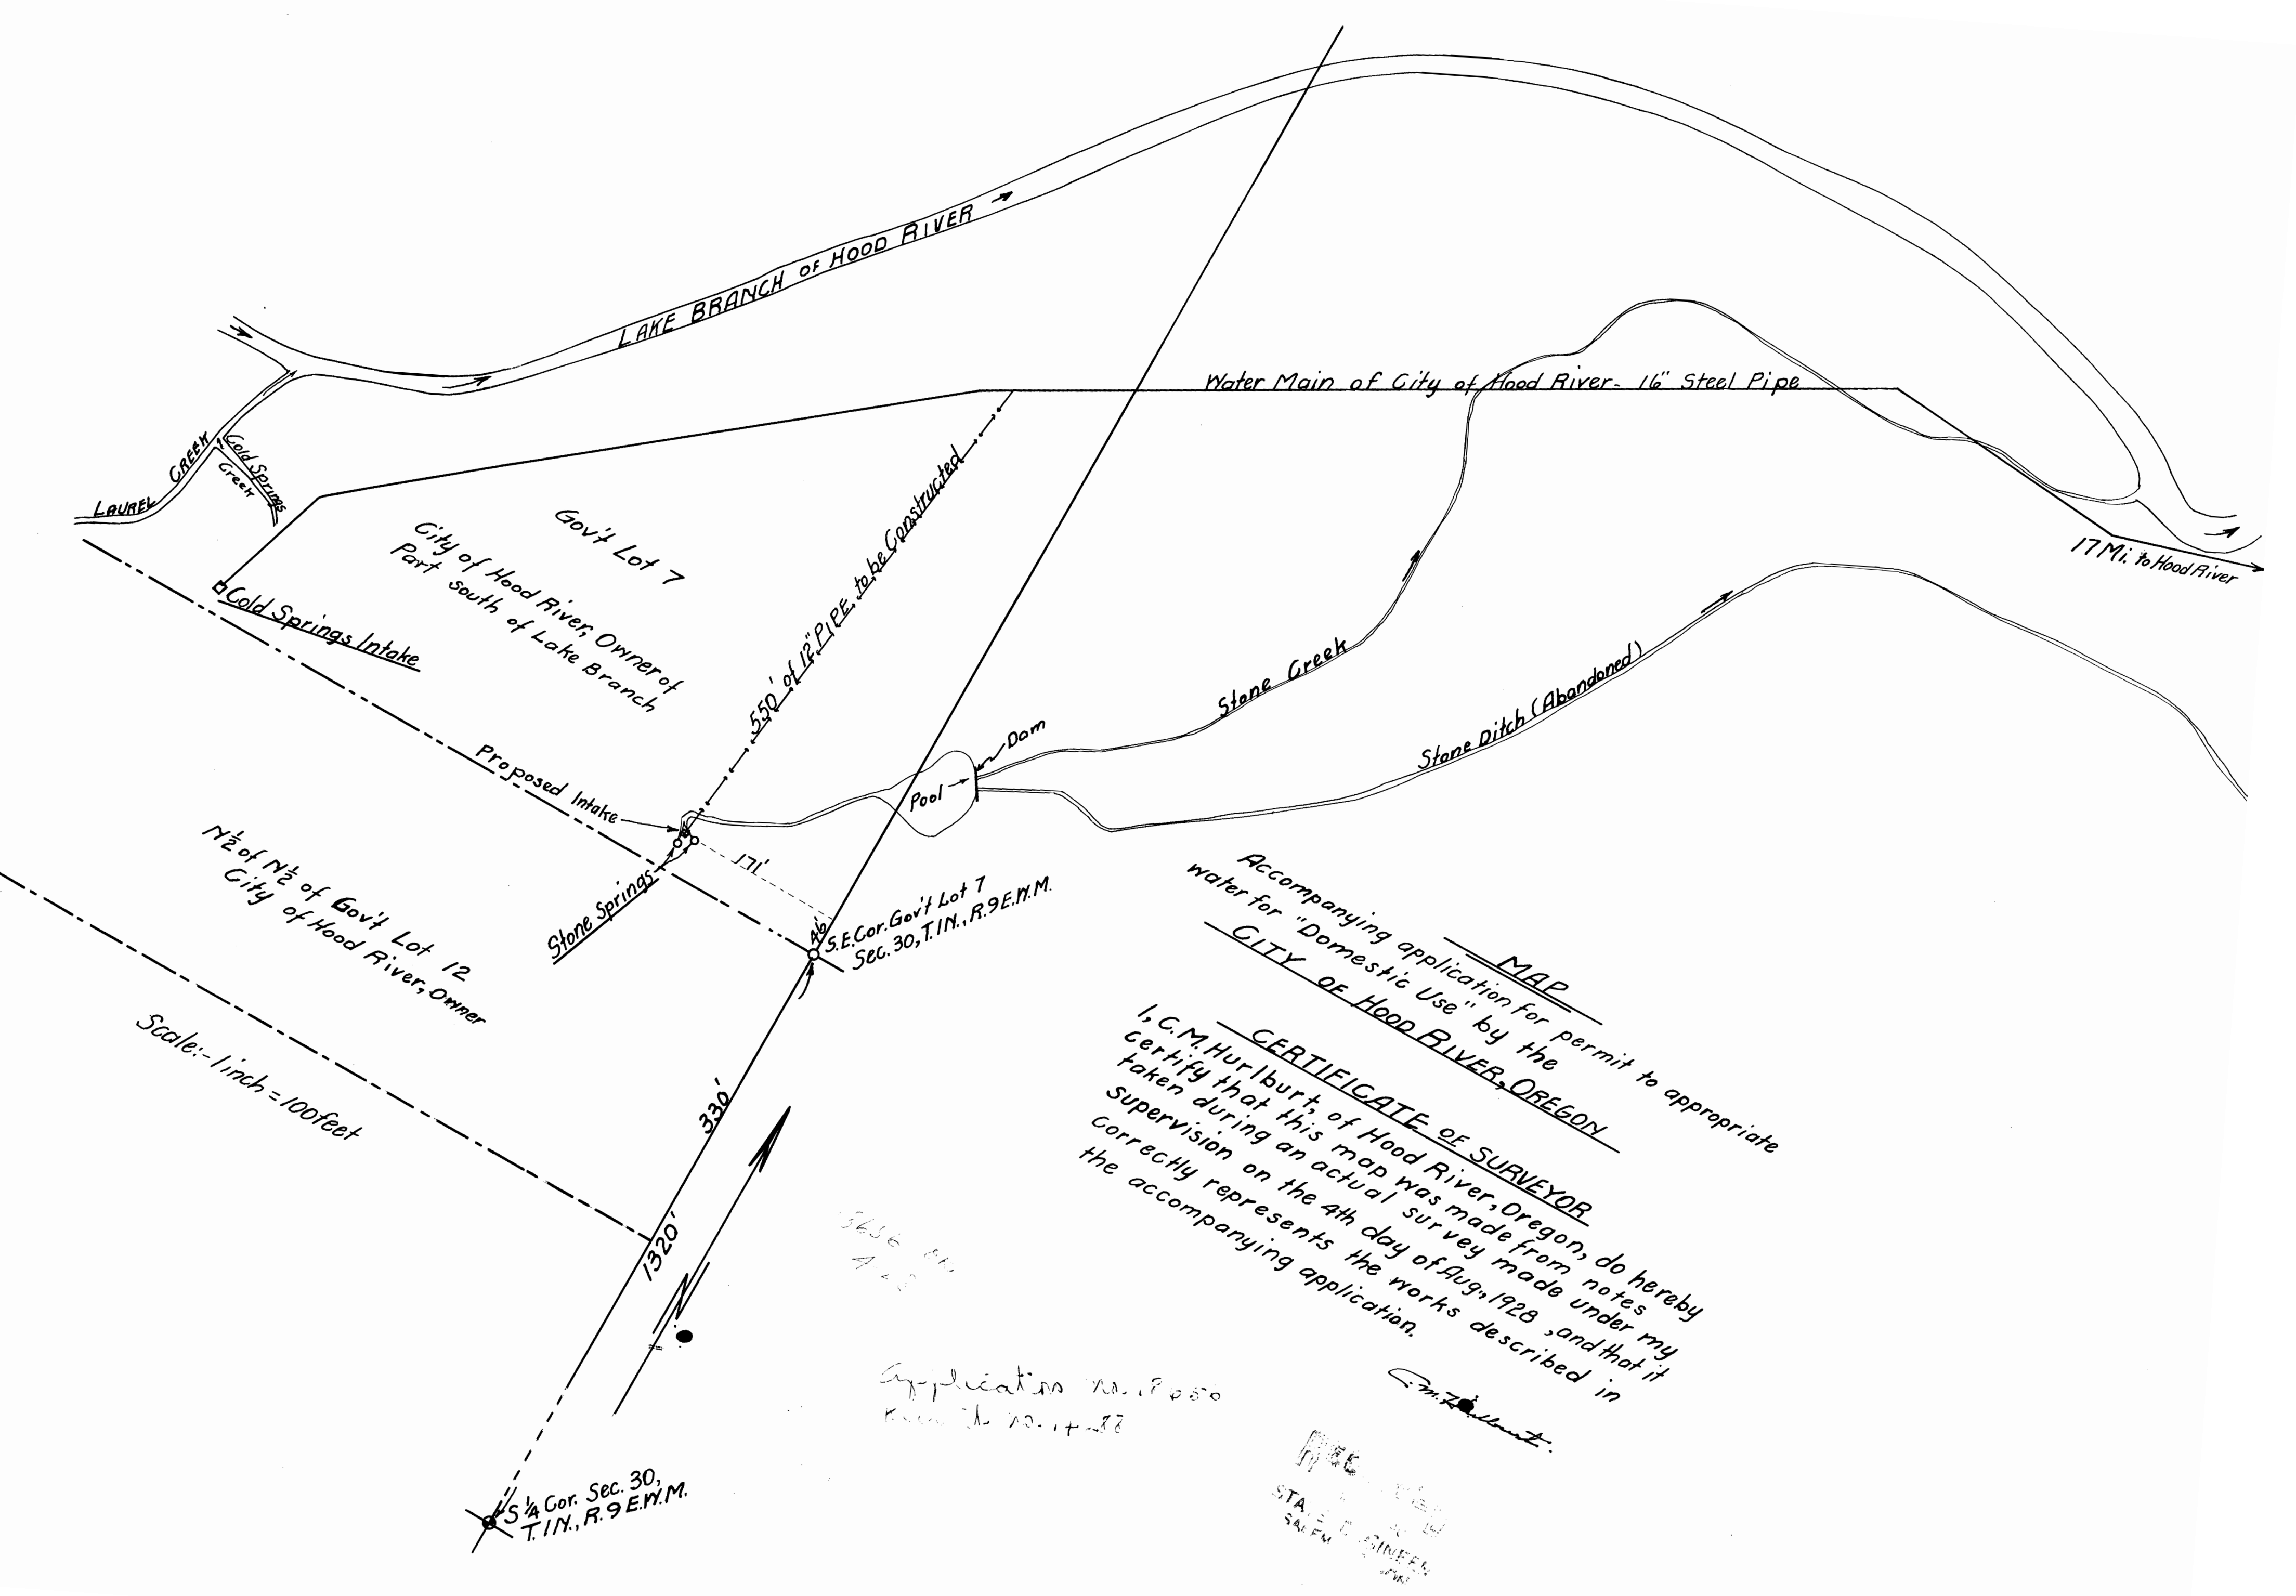 LAKE BRANCH OF HOOD RIVER
Water Main of City of Hood River- 16" Steel Pipe
17 Mi. to Hood River
LAUREL CREEK
Cold Springs
Creek
Cold Springs Intake
Gov't Lot 7
City of Hood River, Owner of
Part south of Lake Branch
550' of 12" PIPE, to be Constructed
Stone Creek
Stone Ditch (Abandoned)
Dam
Pool
Proposed Intake
Stone Springs
171'
46'
S.E.Cor. Gov't Lot 7
Sec. 30, T.1N., R.9E.W.M.
N½ of N½ of Gov't Lot 12
City of Hood River, Owner
Scale:- 1 inch = 100 feet
330'
1320'
N
S ¼ Cor. Sec. 30,
T.1N., R.9E.W.M.
MAP
Accompanying application for permit to appropriate
water for "Domestic Use" by the
CITY OF HOOD RIVER, OREGON
CERTIFICATE OF SURVEYOR
I, C.M. Hurlburt, of Hood River, Oregon, do hereby
certify that this map was made from notes
taken during an actual survey made under my
supervision on the 4th day of Aug., 1928, and that it
correctly represents the works described in
the accompanying application.
C.M. Hurlburt.
Application no.
SALEM